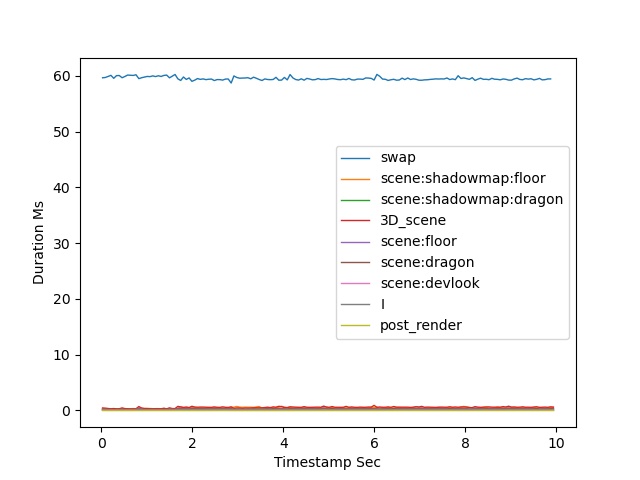 60
50
40
30
20
10
0
Duration Ms
swap
scene:shadowmap:floor
scene:shadowmap:dragon
3D_scene
scene:floor
scene:dragon
scene:devlook
I
post_render
0 2 4 6 8 10
Timestamp Sec